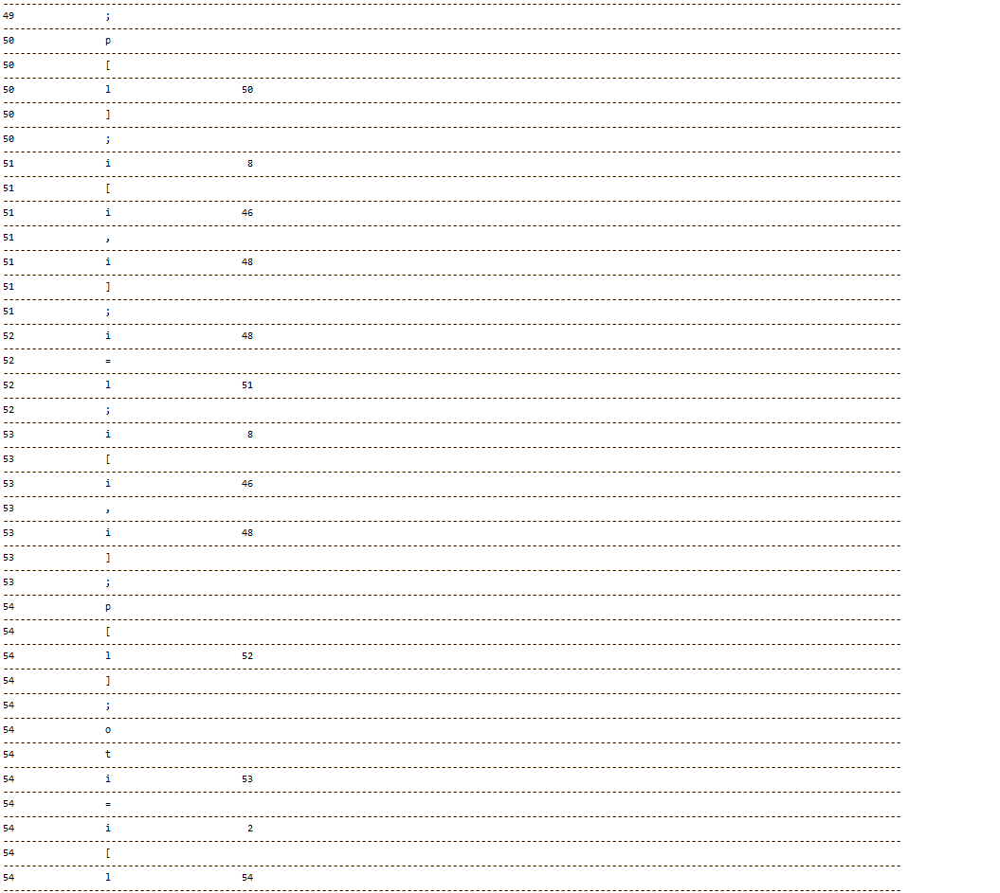 49 ;
50 p
50 [
50 l 50
50 ]
50 ;
51 i 8
51 [
51 i 46
51 ,
51 i 48
51 ]
51 ;
52 i 48
52 =
52 l 51
52 ;
53 i 8
53 [
53 i 46
53 ,
53 i 48
53 ]
53 ;
54 p
54 [
54 l 52
54 ]
54 ;
54 o
54 t
54 i 53
54 =
54 i 2
54 [
54 l 54